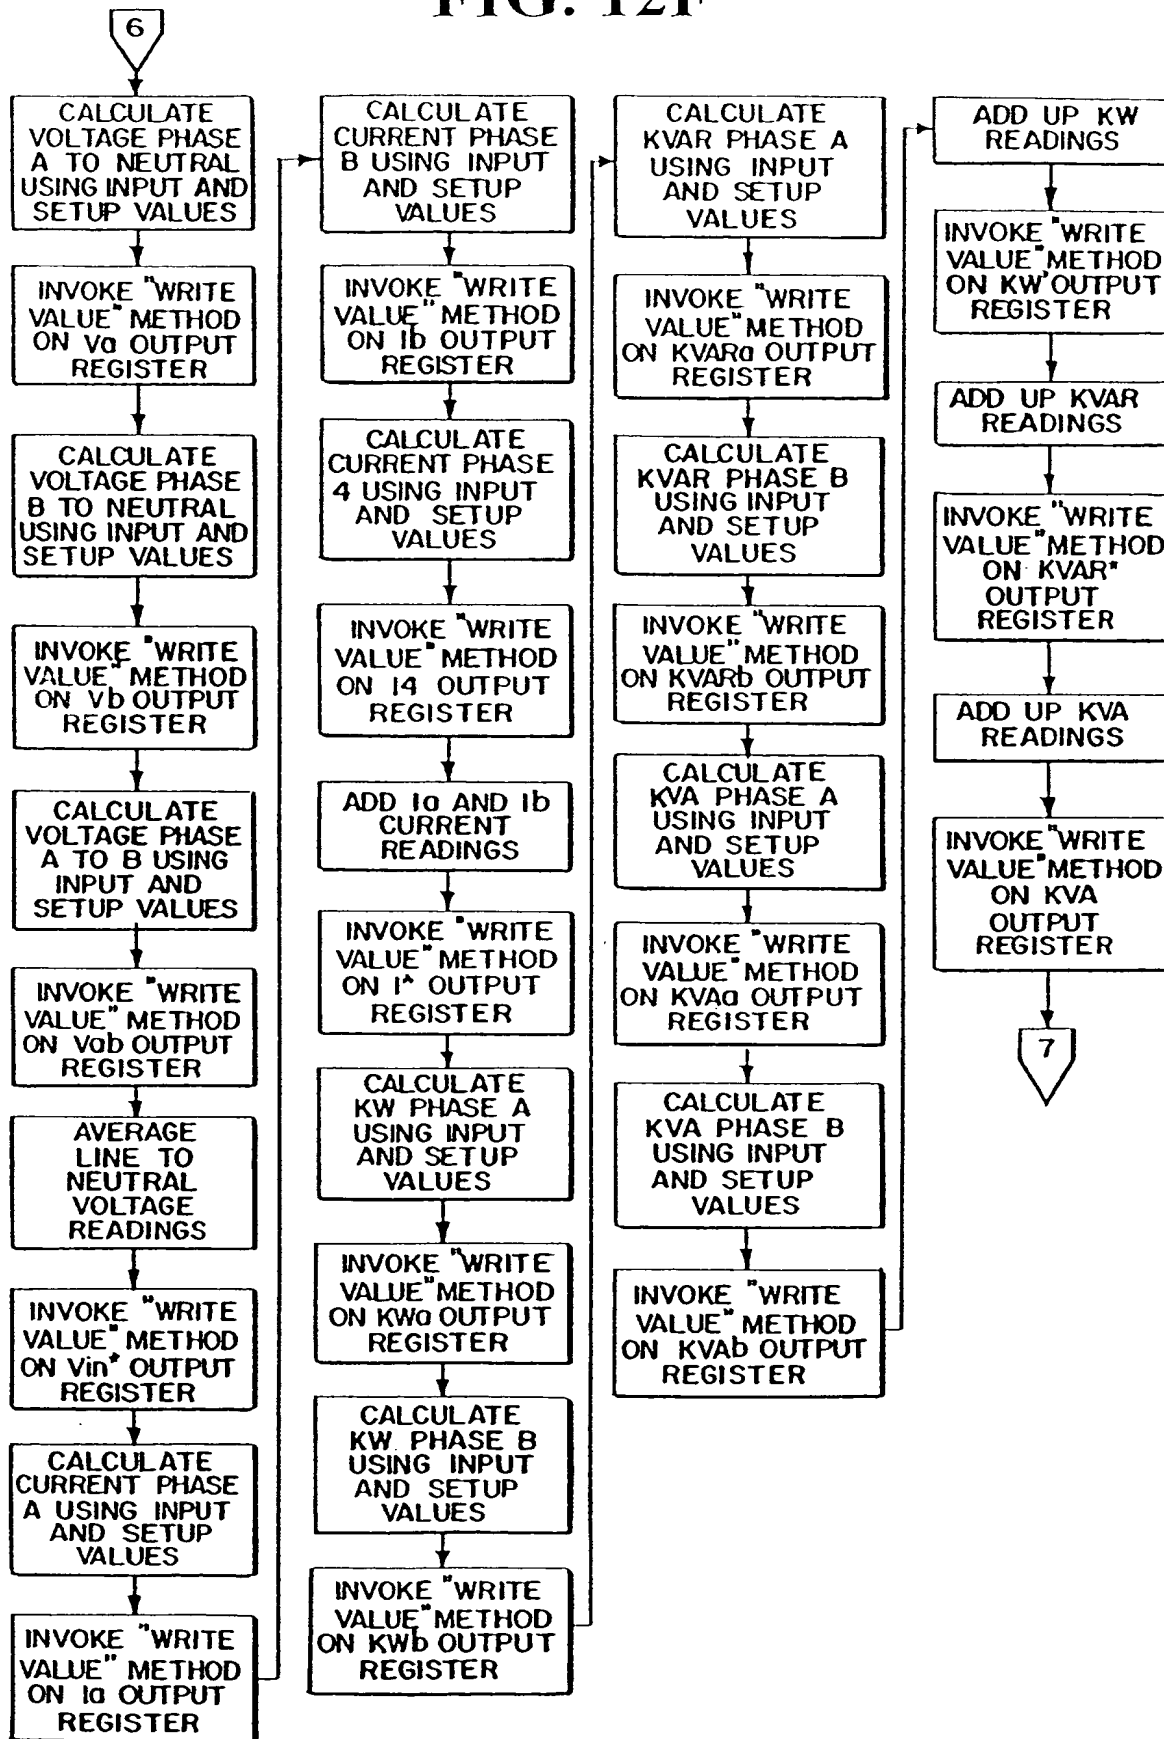 FIG. 12F
6
CALCULATE
VOLTAGE PHASE
A TO NEUTRAL
USING INPUT AND
SETUP VALUES
INVOKE "WRITE
VALUE" METHOD
ON Va OUTPUT
REGISTER
CALCULATE
VOLTAGE PHASE
B TO NEUTRAL
USING INPUT AND
SETUP VALUES
INVOKE "WRITE
VALUE" METHOD
ON Vb OUTPUT
REGISTER
CALCULATE
VOLTAGE PHASE
A TO B USING
INPUT AND
SETUP VALUES
INVOKE "WRITE
VALUE" METHOD
ON Vab OUTPUT
REGISTER
AVERAGE
LINE TO
NEUTRAL
VOLTAGE
READINGS
INVOKE "WRITE
VALUE" METHOD
ON Vin* OUTPUT
REGISTER
CALCULATE
CURRENT PHASE
A USING INPUT
AND SETUP
VALUES
INVOKE "WRITE
VALUE" METHOD
ON Ia OUTPUT
REGISTER
CALCULATE
CURRENT PHASE
B USING INPUT
AND SETUP
VALUES
INVOKE "WRITE
VALUE" METHOD
ON Ib OUTPUT
REGISTER
CALCULATE
CURRENT PHASE
4 USING INPUT
AND SETUP
VALUES
INVOKE "WRITE
VALUE" METHOD
ON I4 OUTPUT
REGISTER
ADD Ia AND Ib
CURRENT
READINGS
INVOKE "WRITE
VALUE" METHOD
ON I* OUTPUT
REGISTER
CALCULATE
KW PHASE A
USING INPUT
AND SETUP
VALUES
INVOKE "WRITE
VALUE" METHOD
ON KWa OUTPUT
REGISTER
CALCULATE
KW PHASE B
USING INPUT
AND SETUP
VALUES
INVOKE "WRITE
VALUE" METHOD
ON KWb OUTPUT
REGISTER
CALCULATE
KVAR PHASE A
USING INPUT
AND SETUP
VALUES
INVOKE "WRITE
VALUE" METHOD
ON KVARa OUTPUT
REGISTER
CALCULATE
KVAR PHASE B
USING INPUT
AND SETUP
VALUES
INVOKE "WRITE
VALUE" METHOD
ON KVARb OUTPUT
REGISTER
CALCULATE
KVA PHASE A
USING INPUT
AND SETUP
VALUES
INVOKE "WRITE
VALUE" METHOD
ON KVAa OUTPUT
REGISTER
CALCULATE
KVA PHASE B
USING INPUT
AND SETUP
VALUES
INVOKE "WRITE
VALUE" METHOD
ON KVAb OUTPUT
REGISTER
ADD UP KW
READINGS
INVOKE "WRITE
VALUE" METHOD
ON KW' OUTPUT
REGISTER
ADD UP KVAR
READINGS
INVOKE "WRITE
VALUE" METHOD
ON KVAR*
OUTPUT
REGISTER
ADD UP KVA
READINGS
INVOKE "WRITE
VALUE" METHOD
ON KVA
OUTPUT
REGISTER
7